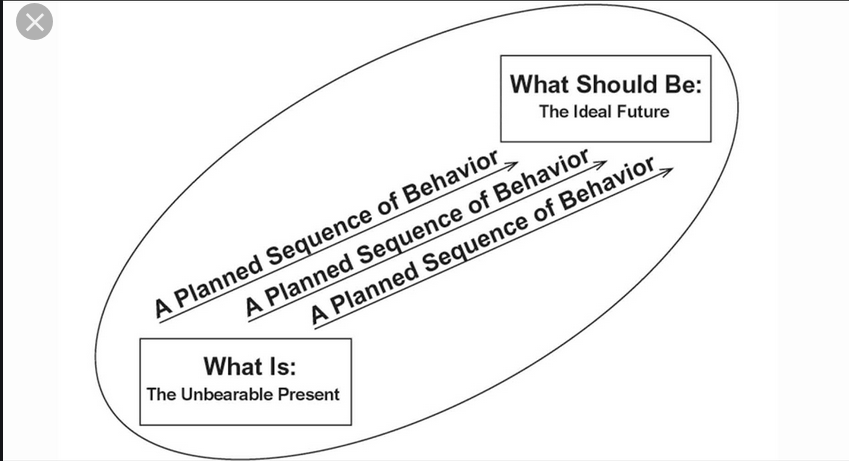 What Should Be:
The Ideal Future
A Planned Sequence of Behavior
A Planned Sequence of Behavior
A Planned Sequence of Behavior
What Is:
The Unbearable Present